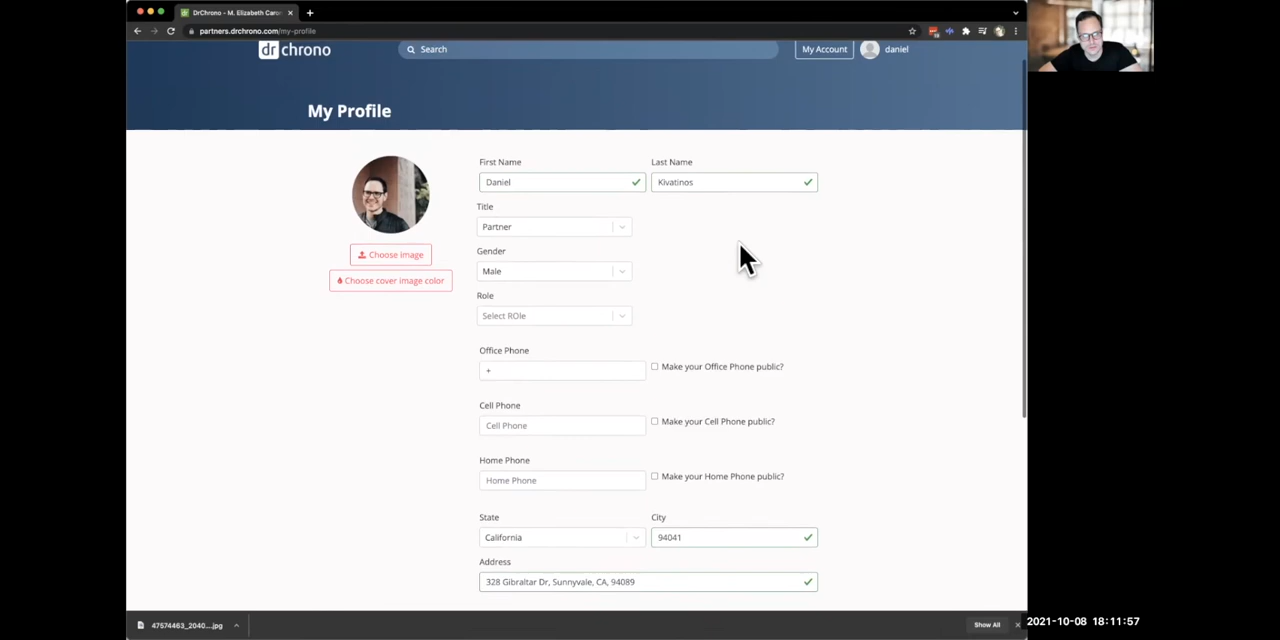 DrChrono - M. Elizabeth Caro
partners.drchrono.com/my-profile
dr chrono
Search
My Account
daniel
My Profile
First Name
Last Name
Daniel
Kivatinos
Title
Partner
Choose image
Gender
Male
Choose cover image color
Role
Select ROle
Office Phone
+
Make your Office Phone public?
Cell Phone
Cell Phone
Make your Cell Phone public?
Home Phone
Home Phone
Make your Home Phone public?
State
City
California
94041
Address
328 Gibraltar Dr, Sunnyvale, CA, 94089
47574463_2040....jpg
Show All
2021-10-08 18:11:57